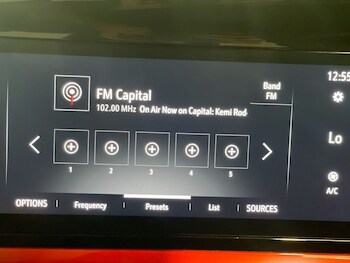 FM Capital
102.00 MHz On Air Now on Capital: Kemi Rod
Band
FM
12:55
Lo
A/C
1 2 3 4 5
OPTIONS Frequency Presets List SOURCES